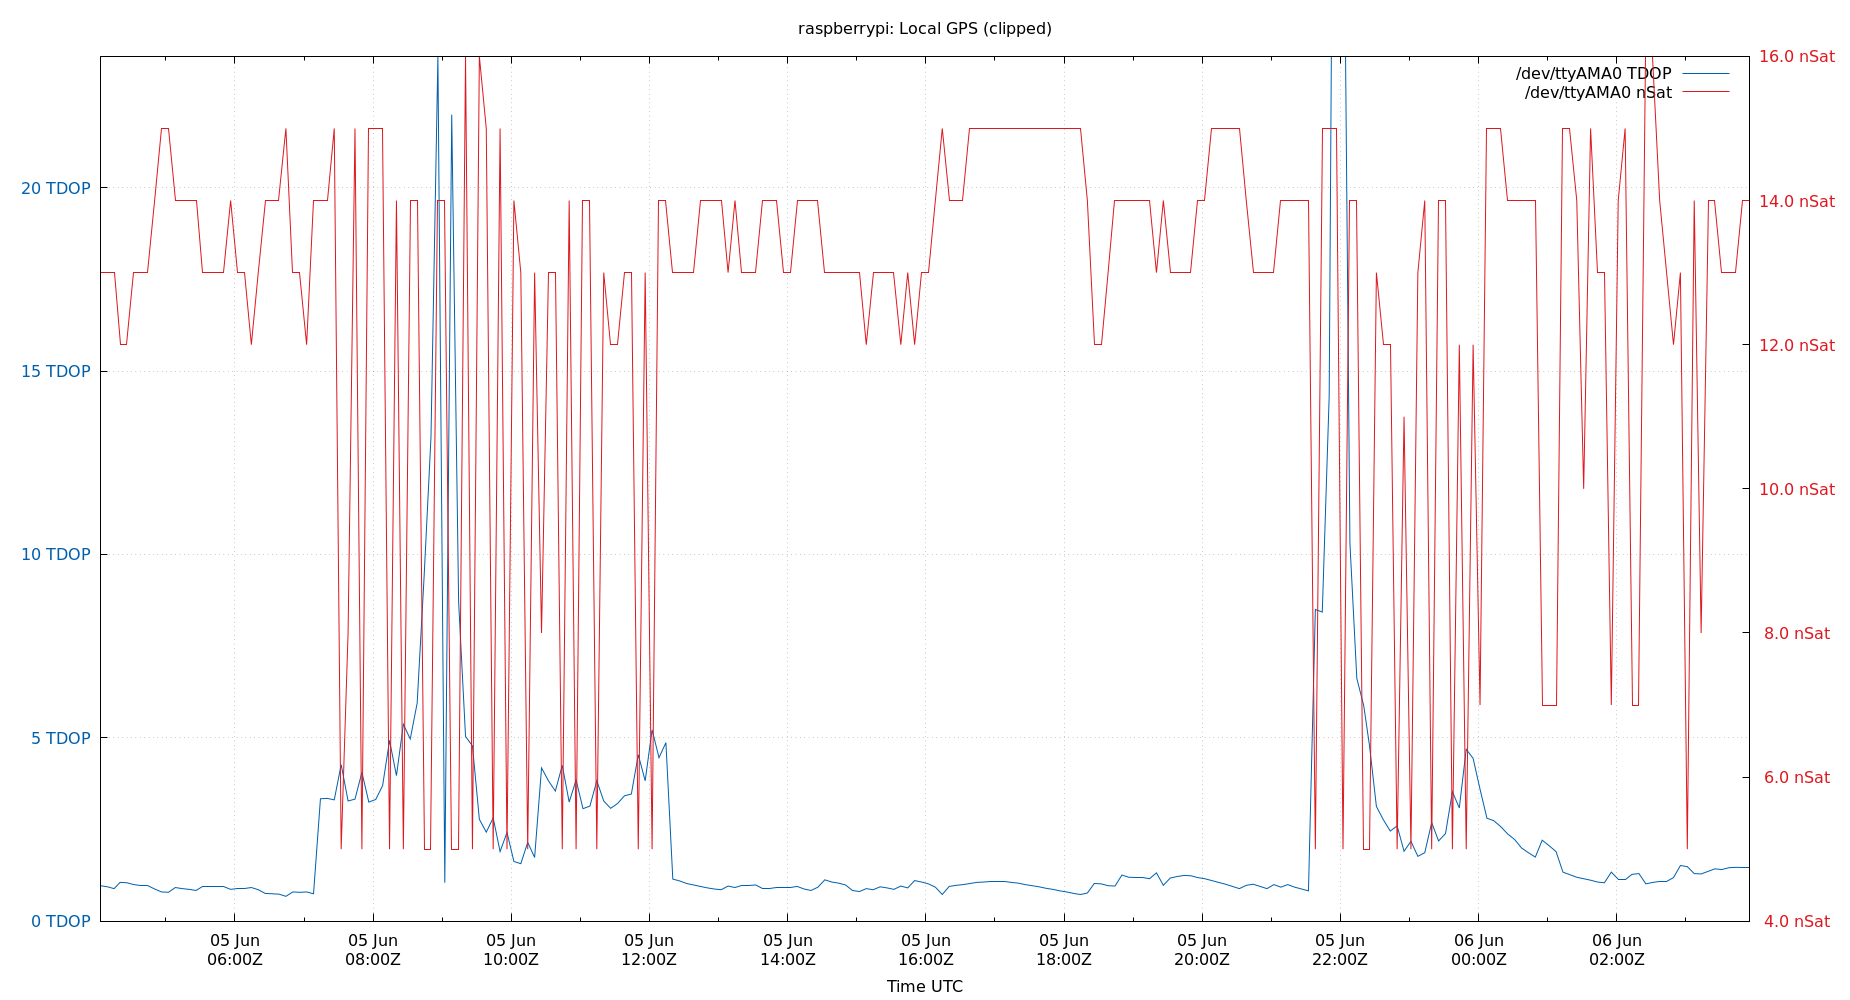 raspberrypi: Local GPS (clipped)
/dev/ttyAMA0 TDOP
/dev/ttyAMA0 nSat
20 TDOP
15 TDOP
10 TDOP
5 TDOP
0 TDOP
16.0 nSat
14.0 nSat
12.0 nSat
10.0 nSat
8.0 nSat
6.0 nSat
4.0 nSat
05 Jun 05 Jun 05 Jun 05 Jun 05 Jun 05 Jun 05 Jun 05 Jun 05 Jun 06 Jun 06 Jun
06:00Z 08:00Z 10:00Z 12:00Z 14:00Z 16:00Z 18:00Z 20:00Z 22:00Z 00:00Z 02:00Z
Time UTC